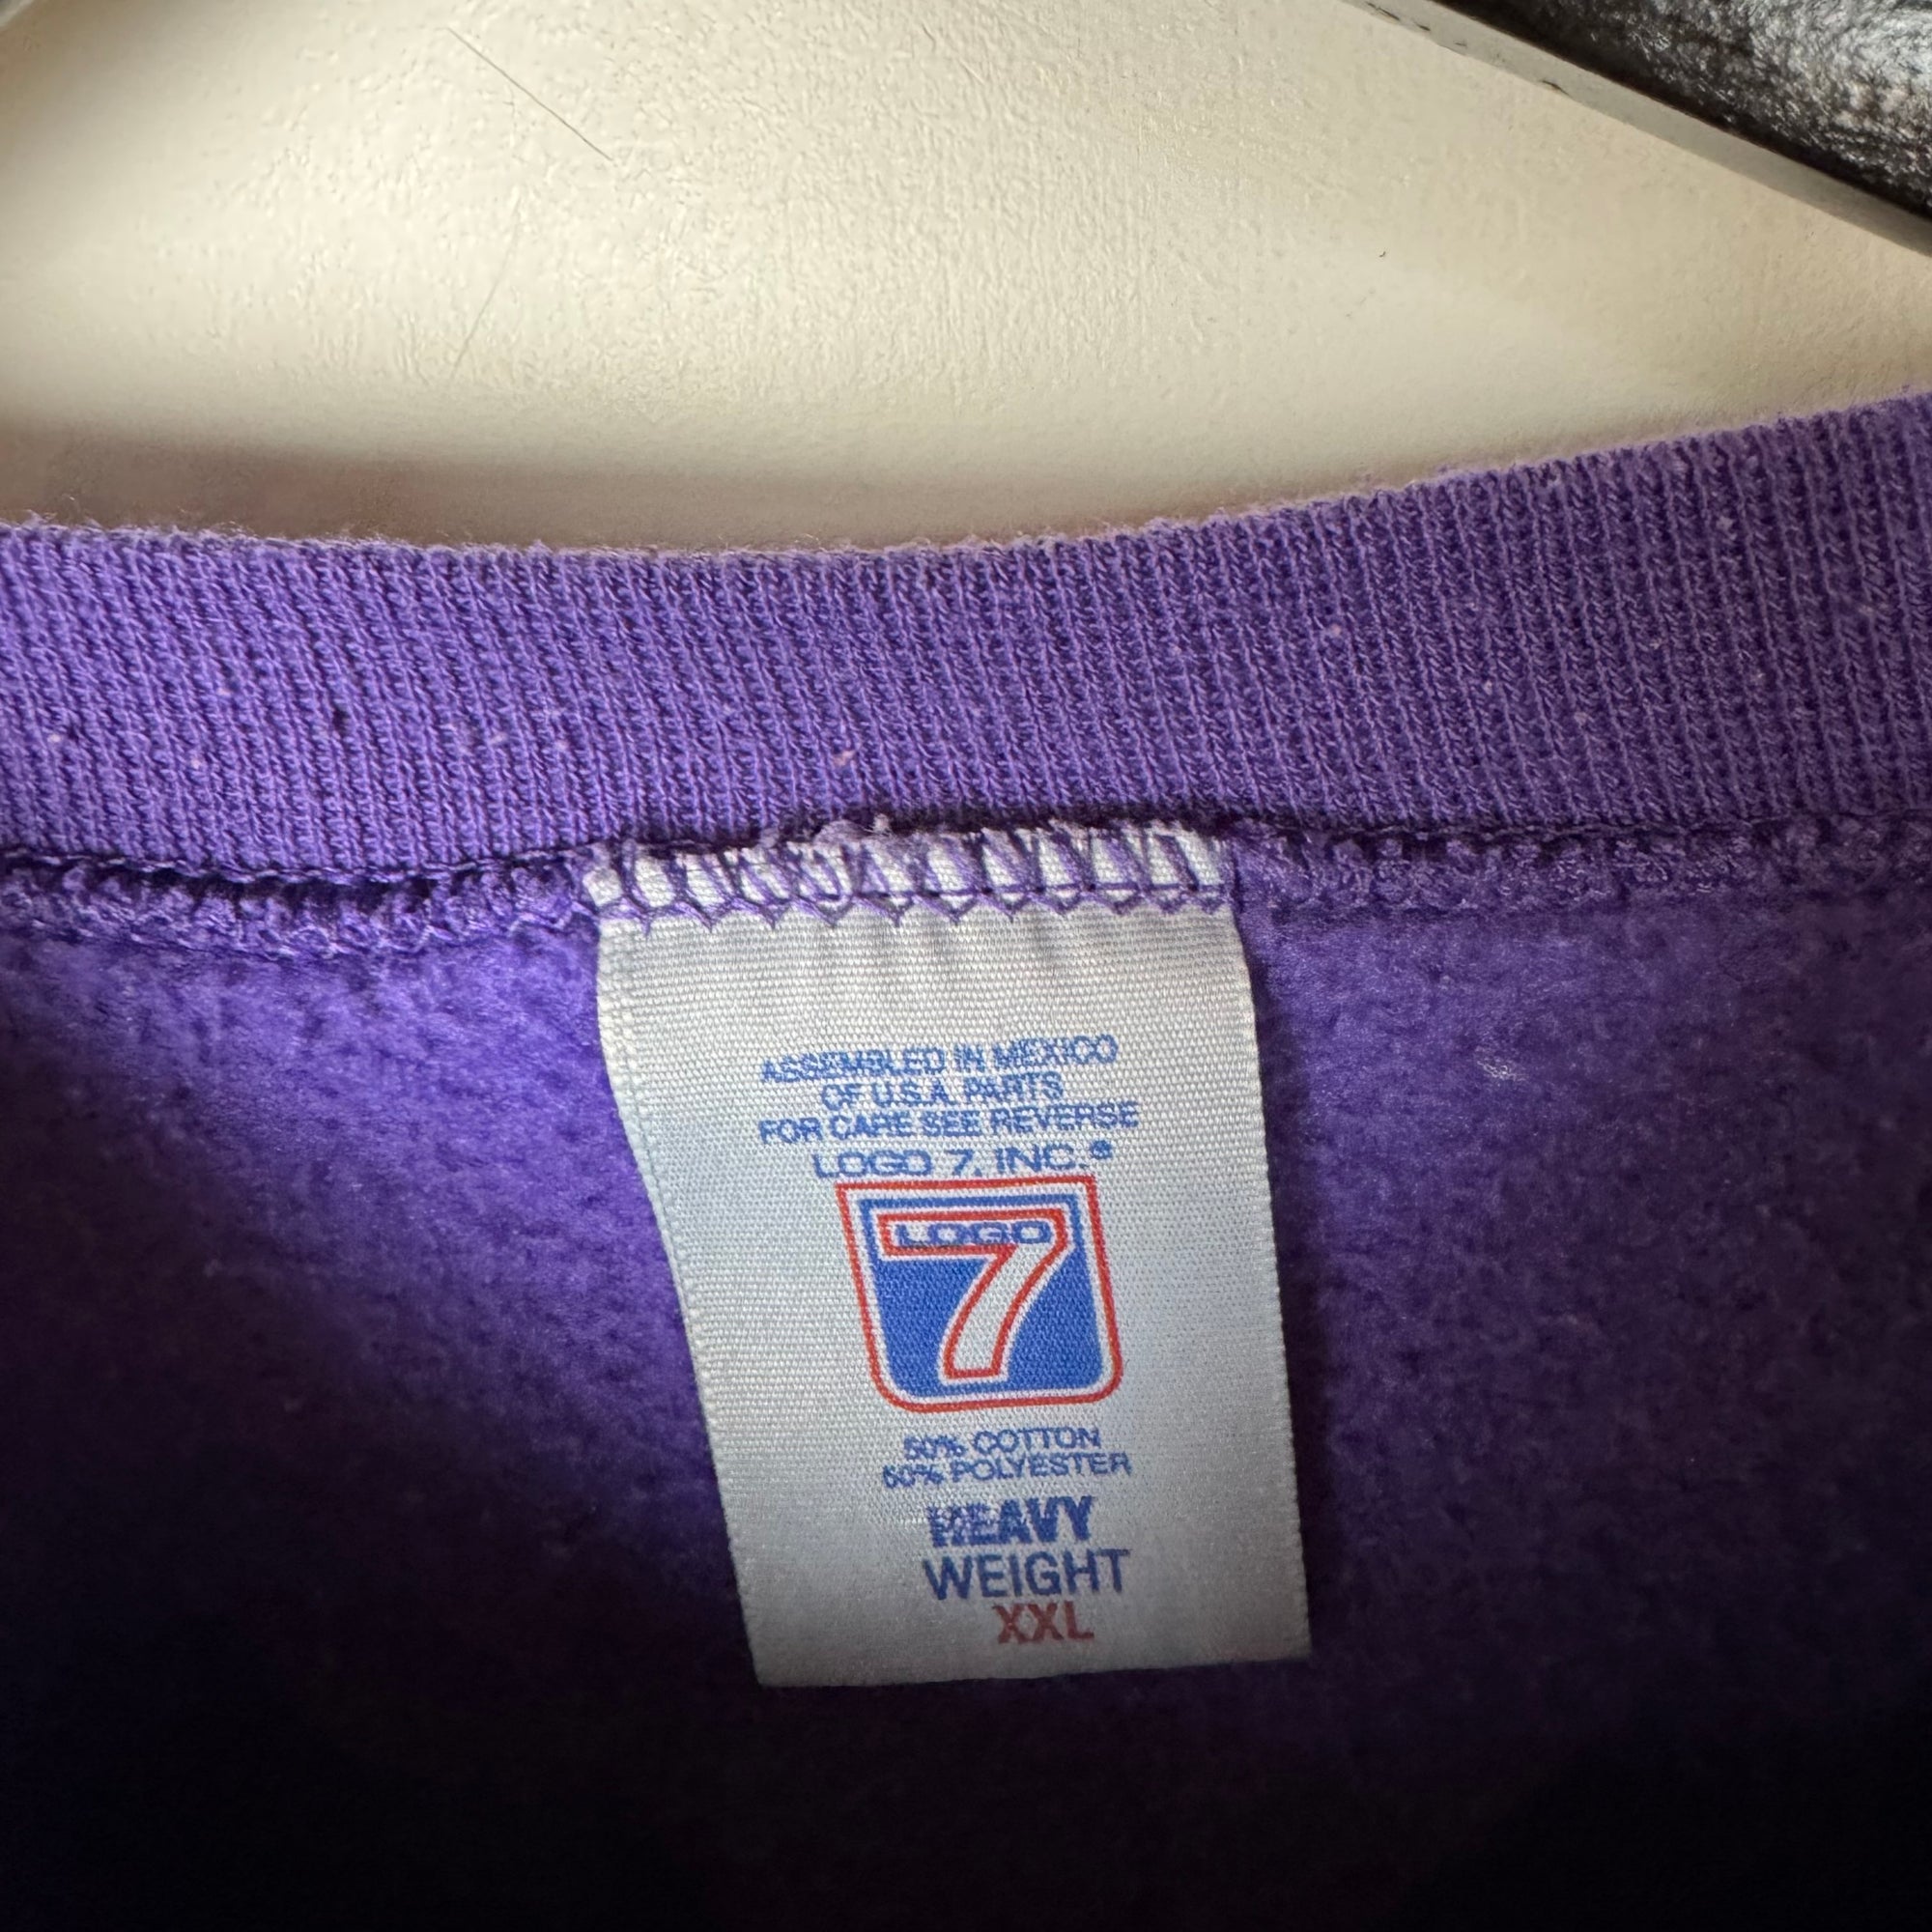 ASSEMBLED IN MEXICO
OF U.S.A. PARTS
FOR CARE SEE REVERSE
LOGO 7, INC.®
LOGO
7
50% COTTON
50% POLYESTER
HEAVY
WEIGHT
XXL